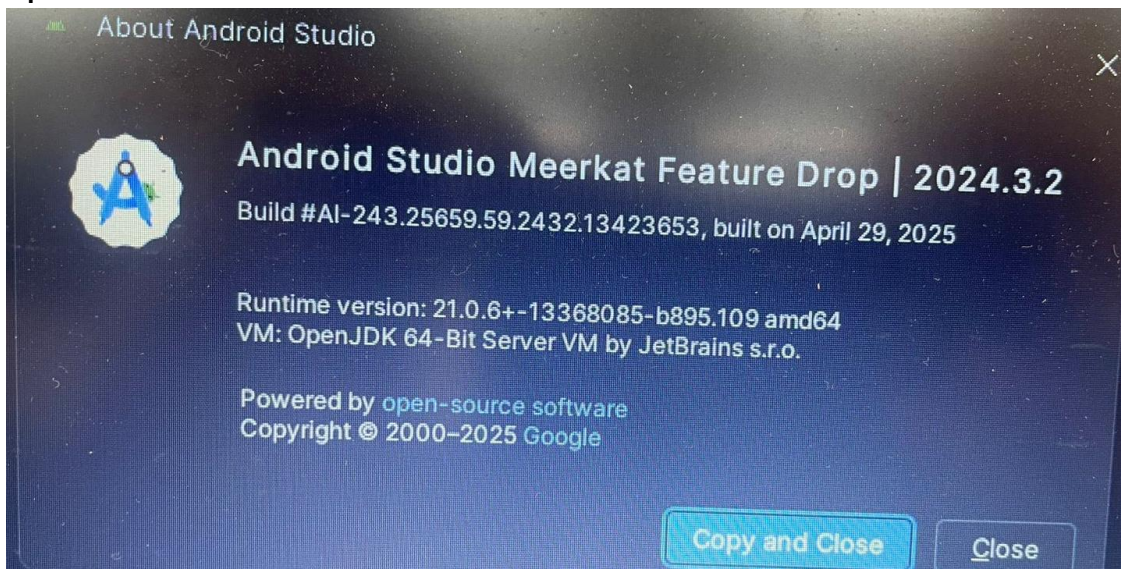 About Android Studio
Android Studio Meerkat Feature Drop | 2024.3.2
Build #AI-243.25659.59.2432.13423653, built on April 29, 2025
Runtime version: 21.0.6+-13368085-b895.109 amd64
VM: OpenJDK 64-Bit Server VM by JetBrains s.r.o.
Powered by open-source software
Copyright © 2000–2025 Google
Copy and Close
Close